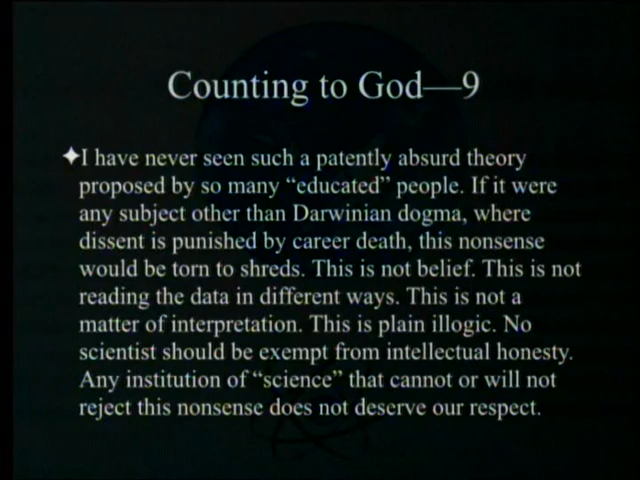 Counting to God—9
✦I have never seen such a patently absurd theory
proposed by so many “educated” people. If it were
any subject other than Darwinian dogma, where
dissent is punished by career death, this nonsense
would be torn to shreds. This is not belief. This is not
reading the data in different ways. This is not a
matter of interpretation. This is plain illogic. No
scientist should be exempt from intellectual honesty.
Any institution of “science” that cannot or will not
reject this nonsense does not deserve our respect.